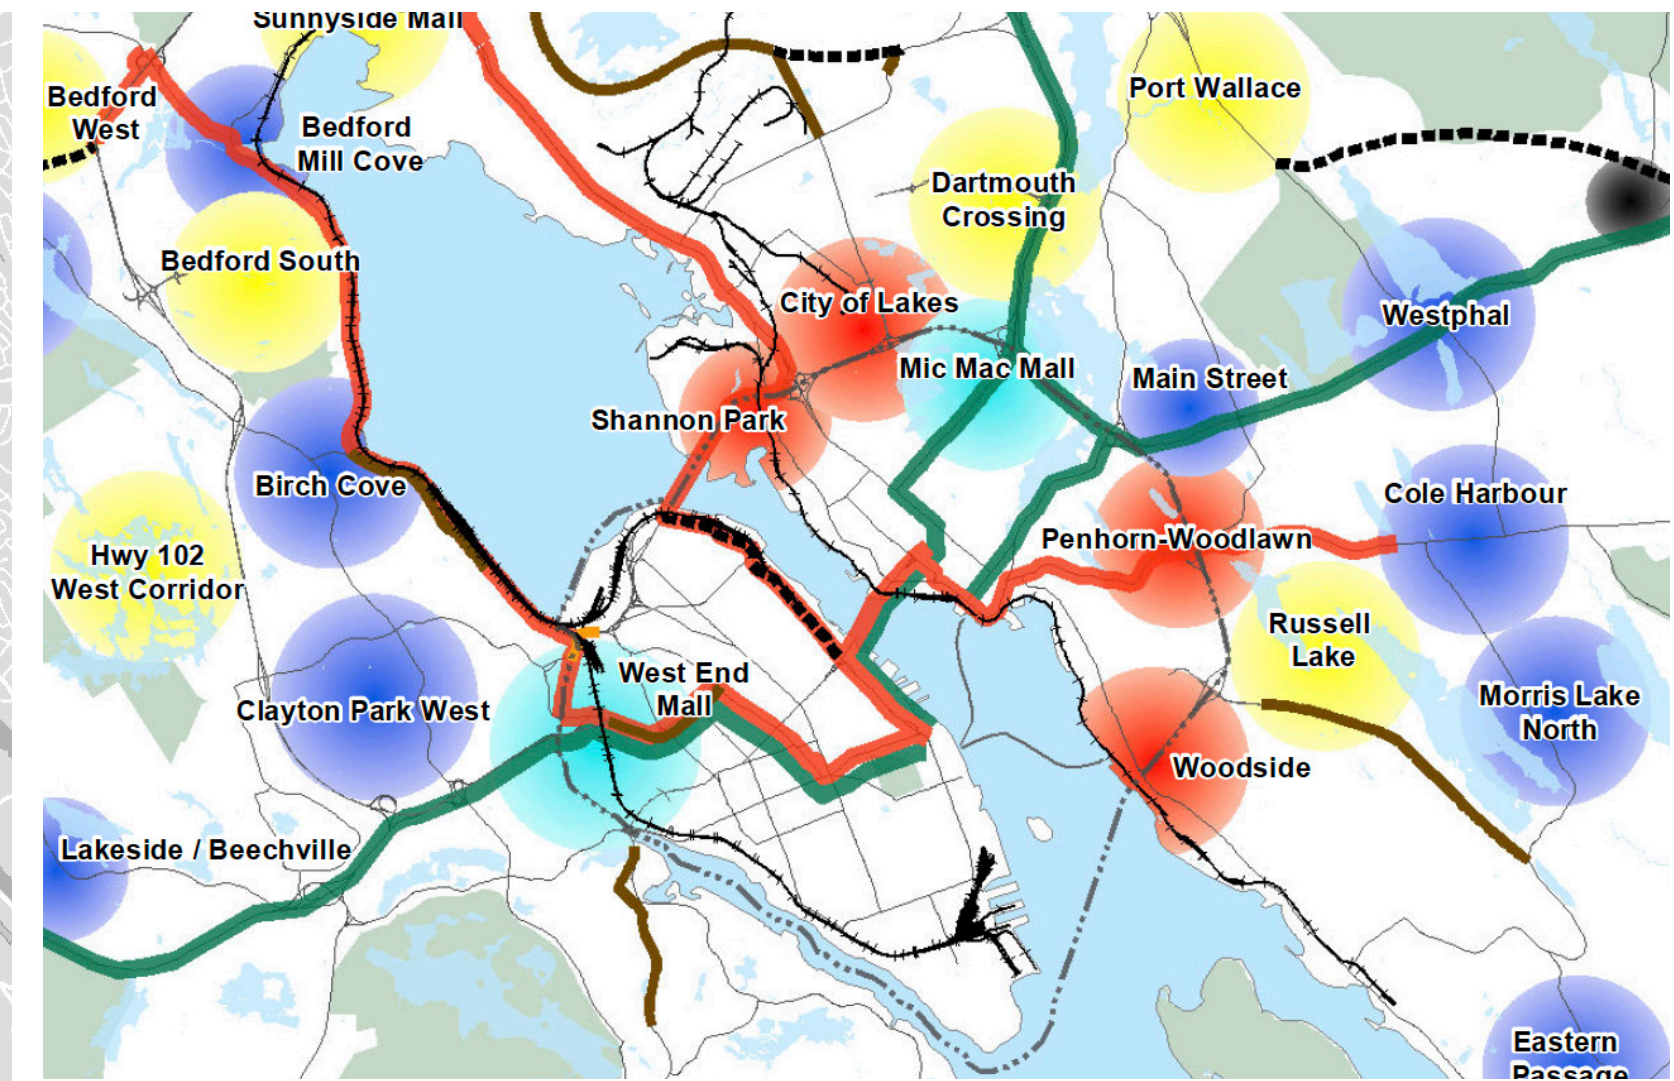 Sunnyside Mall
Bedford
West
Bedford
Mill Cove
Port Wallace
Dartmouth
Crossing
Bedford South
City of Lakes
Westphal
Mic Mac Mall
Main Street
Shannon Park
Birch Cove
Cole Harbour
Penhorn-Woodlawn
Hwy 102
West Corridor
Russell
Lake
West End
Mall
Clayton Park West
Morris Lake
North
Woodside
Lakeside / Beechville
Eastern
Passage